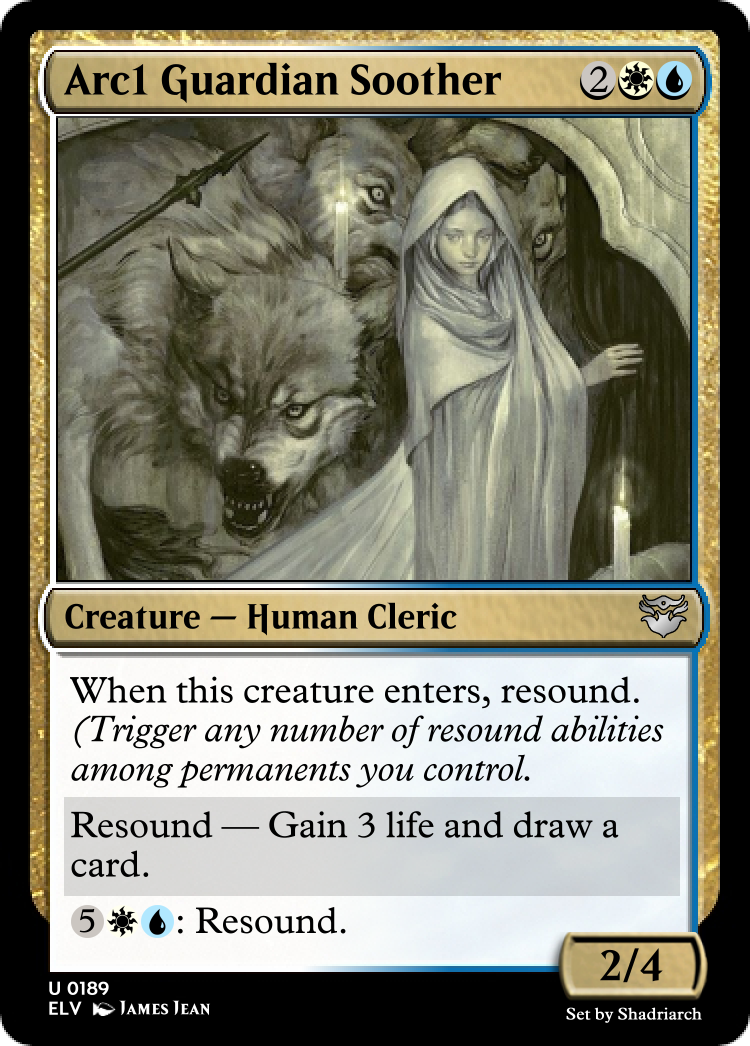 Arc1 Guardian Soother 2
Creature — Human Cleric
When this creature enters, resound.
(Trigger any number of resound abilities
among permanents you control.
Resound — Gain 3 life and draw a
card.
5 : Resound.
2/4
U 0189
ELV James Jean
Set by Shadriarch